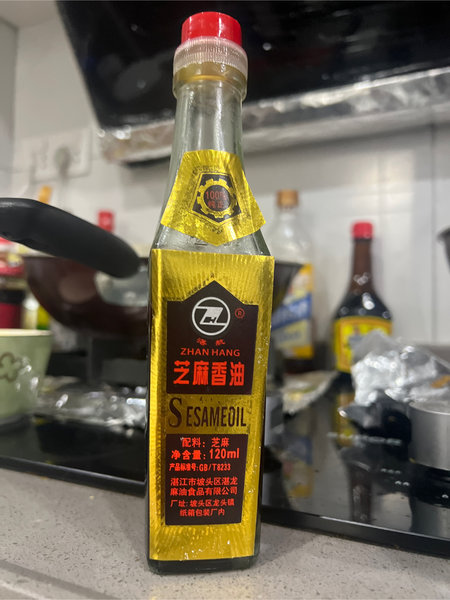 100%
®
ZHAN HANG
芝麻香油
SESAMEOIL
配料：芝麻
净含量：120ml
产品标准号：GB/T8233
湛江市坡头区湛龙
麻油食品有限公司
厂址：坡头区龙头镇
纸箱包装厂内